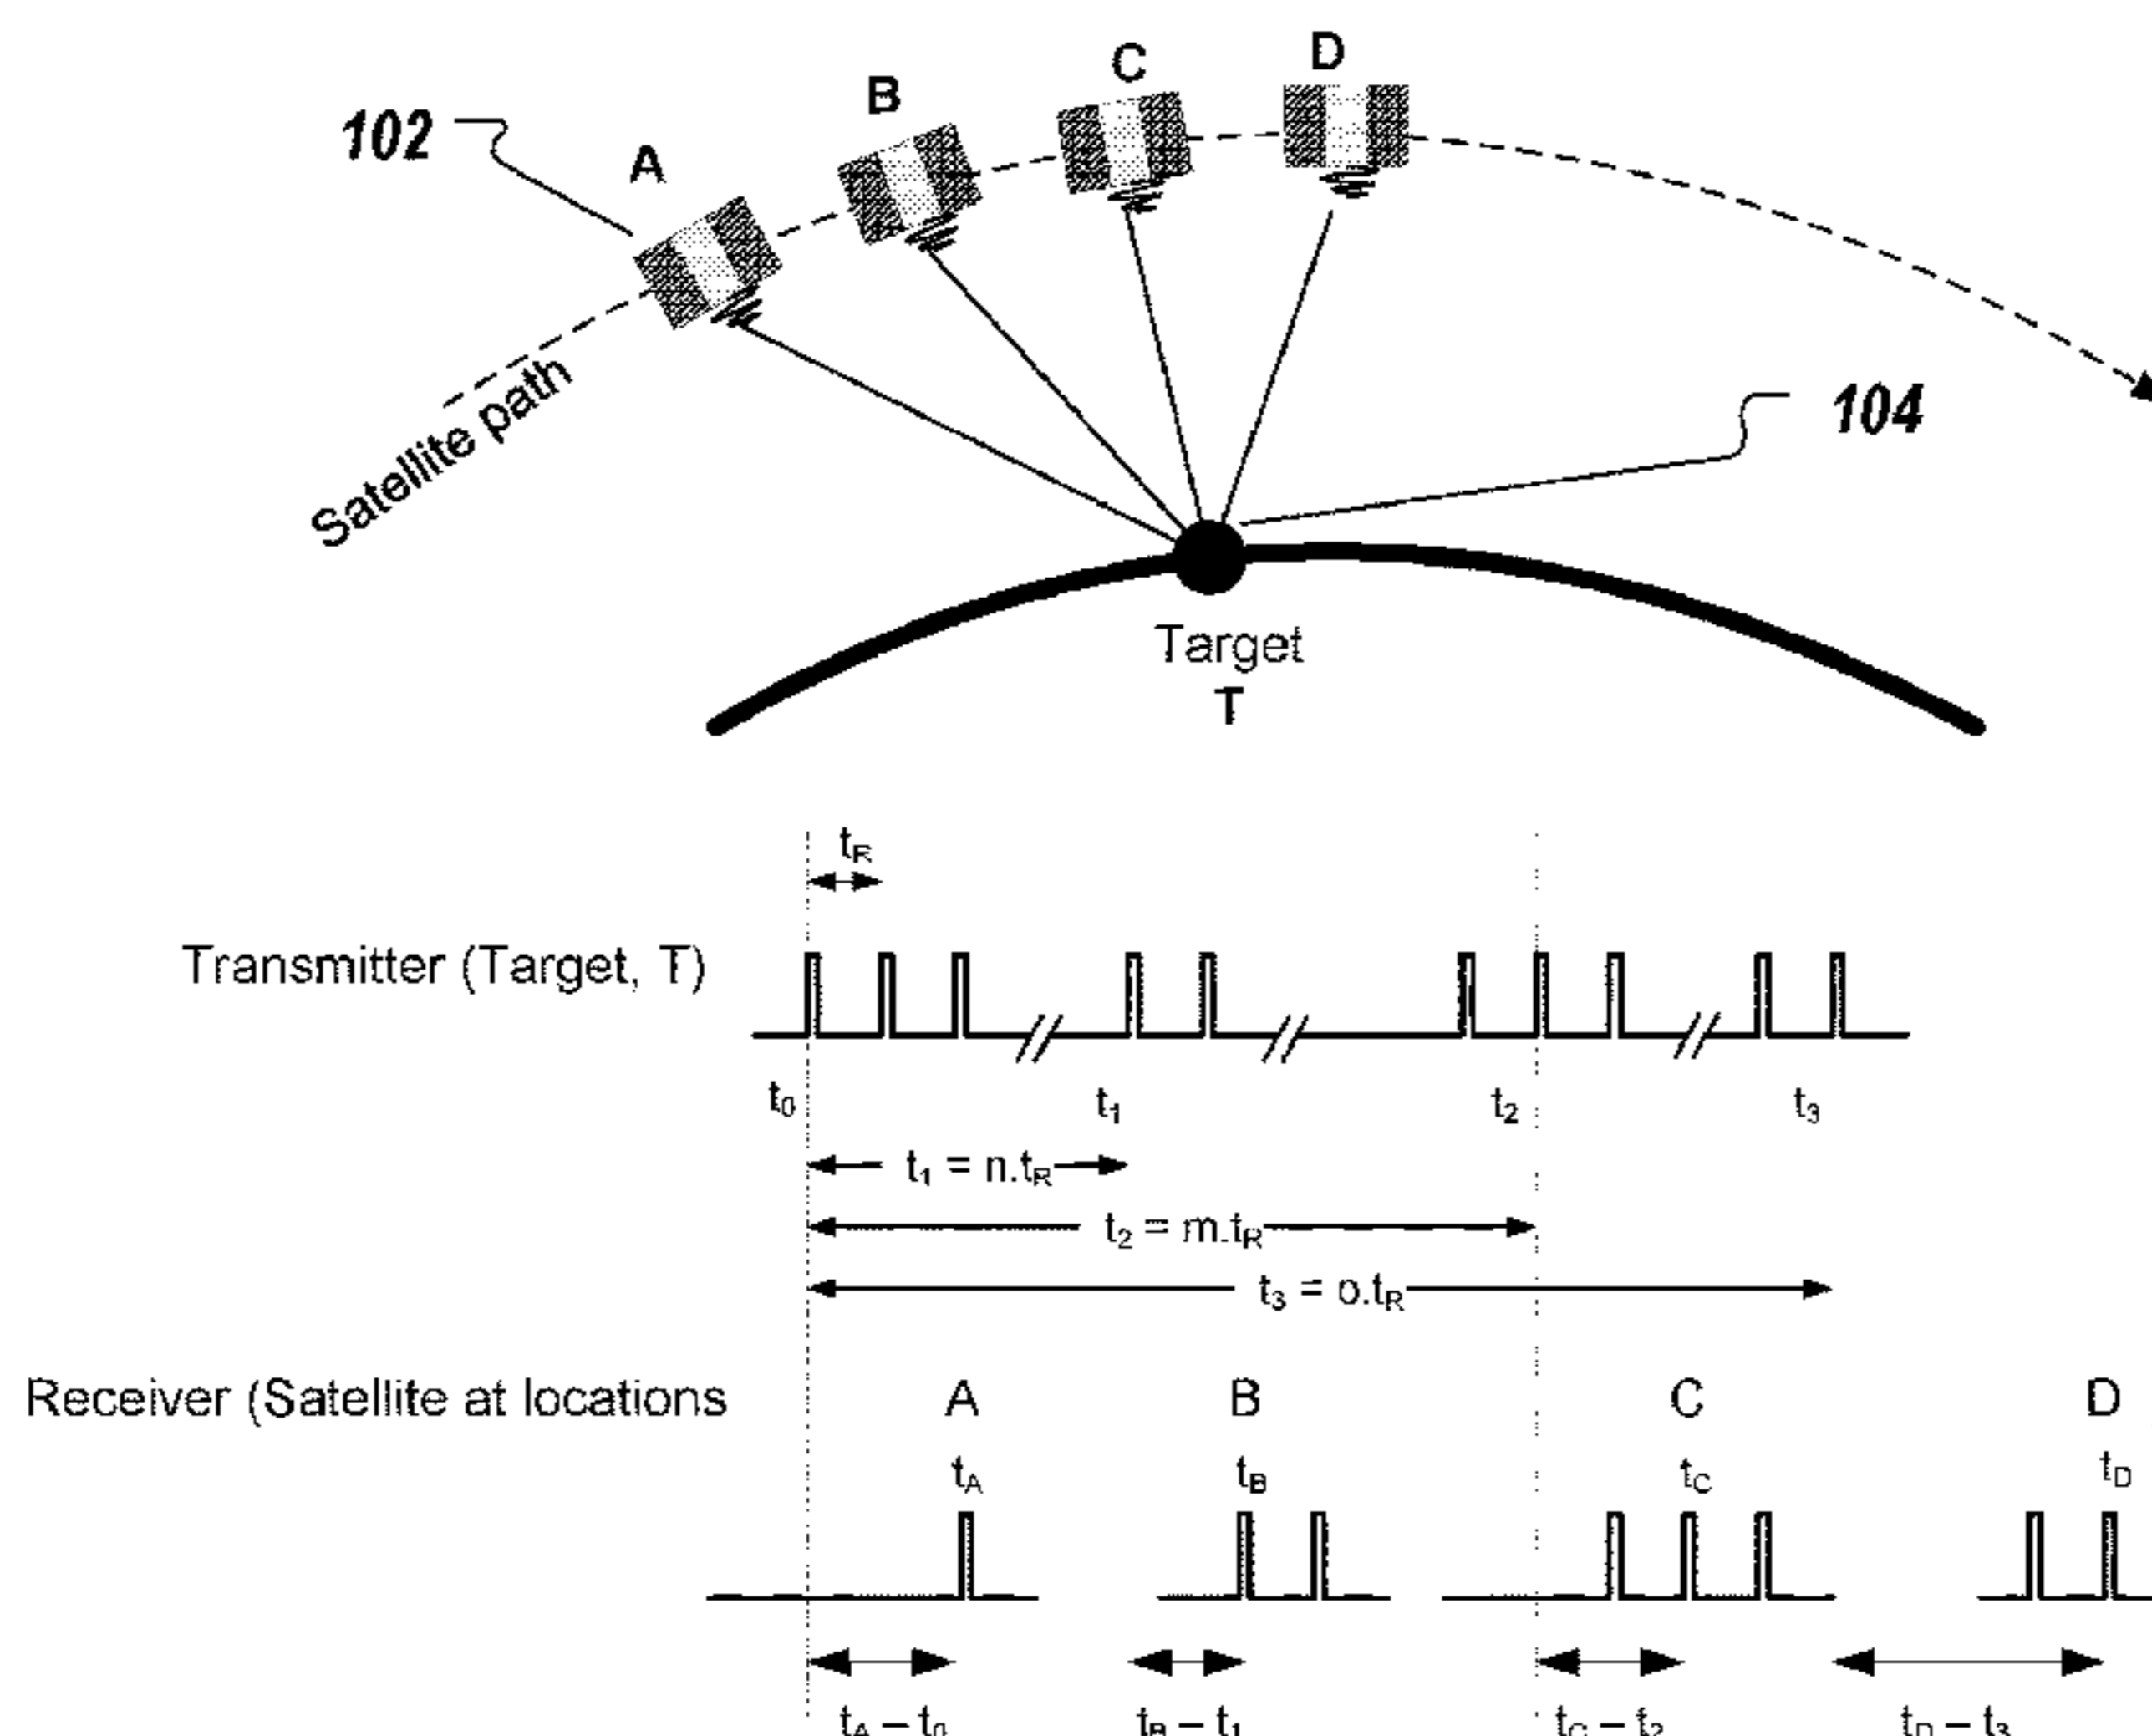 D
C
B
A
102
104
Satellite path
Target
T
tR
Transmitter (Target, T)
t0 t1 t2 t3
t1 = n.tR
t2 = m.tR
t3 = o.tR
Receiver (Satellite at locations A B C D
tA tB tC tD
tA – t0 tB – t1 tC – t2 tD – t3